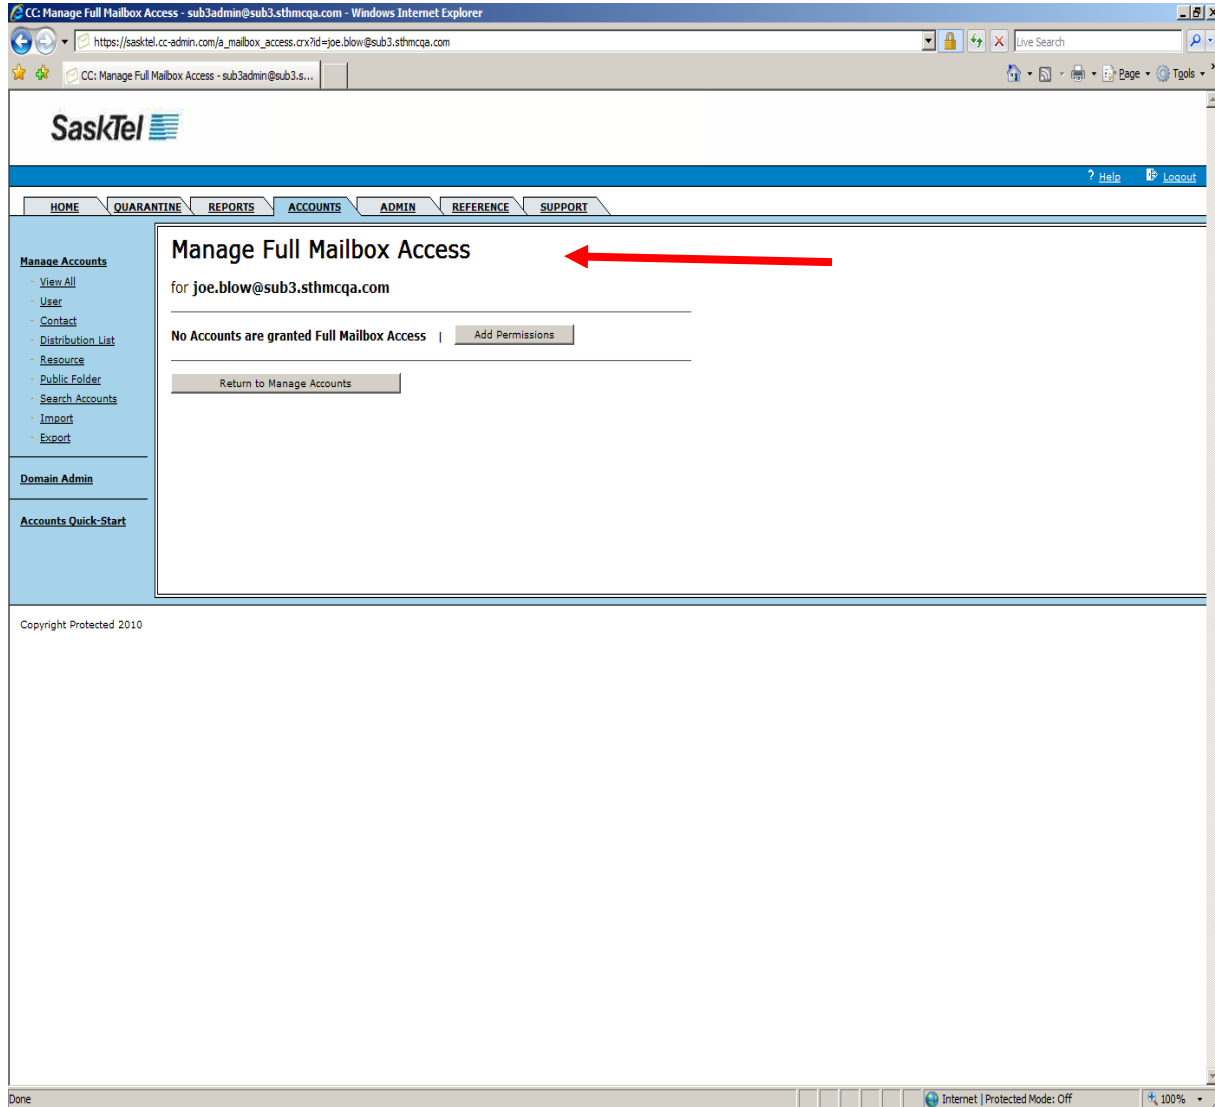 CC: Manage Full Mailbox Access - sub3admin@sub3.sthmcqa.com - Windows Internet Explorer
https://sasktel.cc-admin.com/a_mailbox_access.crx?id=joe.blow@sub3.sthmcqa.com
Live Search
CC: Manage Full Mailbox Access - sub3admin@sub3.s...
Page
Tools
SaskTel
? Help
Logout
HOME QUARANTINE REPORTS ACCOUNTS ADMIN REFERENCE SUPPORT
Manage Accounts
- View All
- User
- Contact
- Distribution List
- Resource
- Public Folder
- Search Accounts
- Import
- Export
Domain Admin
Accounts Quick-Start
Manage Full Mailbox Access
for joe.blow@sub3.sthmcqa.com
No Accounts are granted Full Mailbox Access | Add Permissions
Return to Manage Accounts
Copyright Protected 2010
Done
Internet | Protected Mode: Off
100%